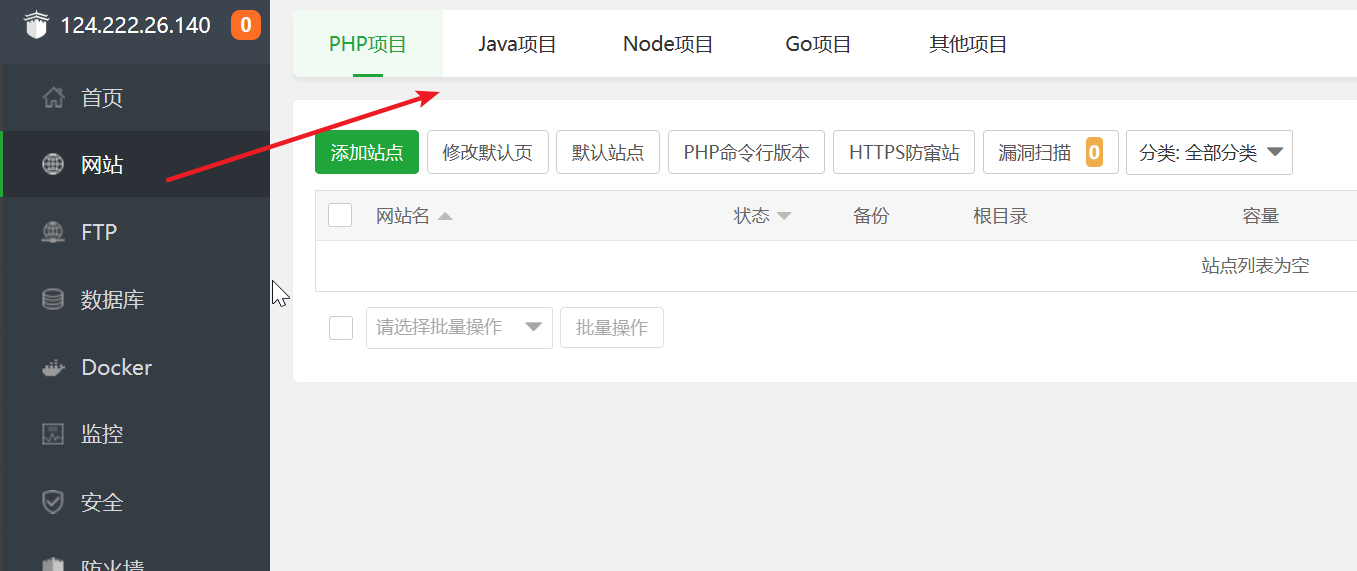 124.222.26.140 0
首页
网站
FTP
数据库
Docker
监控
安全
防火墙
PHP项目 Java项目 Node项目 Go项目 其他项目
添加站点 修改默认页 默认站点 PHP命令行版本 HTTPS防窜站 漏洞扫描 0 分类: 全部分类
网站名 状态 备份 根目录 容量
站点列表为空
请选择批量操作 批量操作